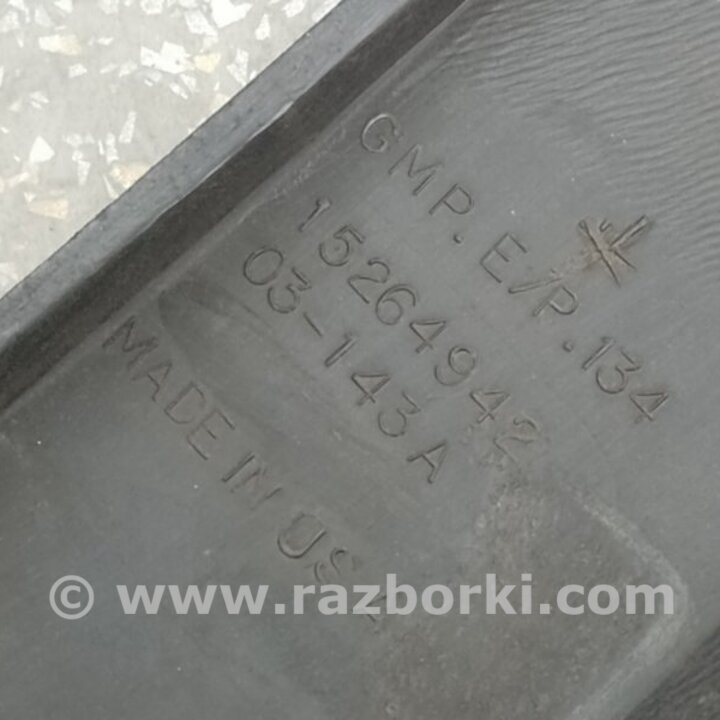 GMP. E/P. 134
15264942
03-143A
MADE IN USA
© www.razborki.com